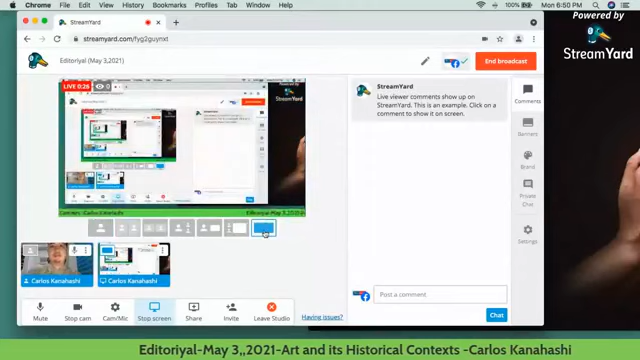 Chrome File Edit View History Bookmarks Profiles Tab Window Help
100% Mon 6:50 PM
StreamYard
streamyard.com/fyg2guynxt
Powered by
StreamYard
Editoriyal (May 3,2021)
End broadcast
LIVE 0:26 0
StreamYard
Live viewer comments show up on
StreamYard. This is an example. Click on a
comment to show it on screen.
Comments
Banners
Brand
Private
Chat
Settings
-Carlos Kanahashi
Editoriyal-May 3,,2021-Art an
Carlos Kanahashi
Carlos Kanahashi
Post a comment
Chat
Mute
Stop cam
Cam/Mic
Stop screen
Share
Invite
Leave Studio
Having issues?
Editoriyal-May 3,,2021-Art and its Historical Contexts -Carlos Kanahashi